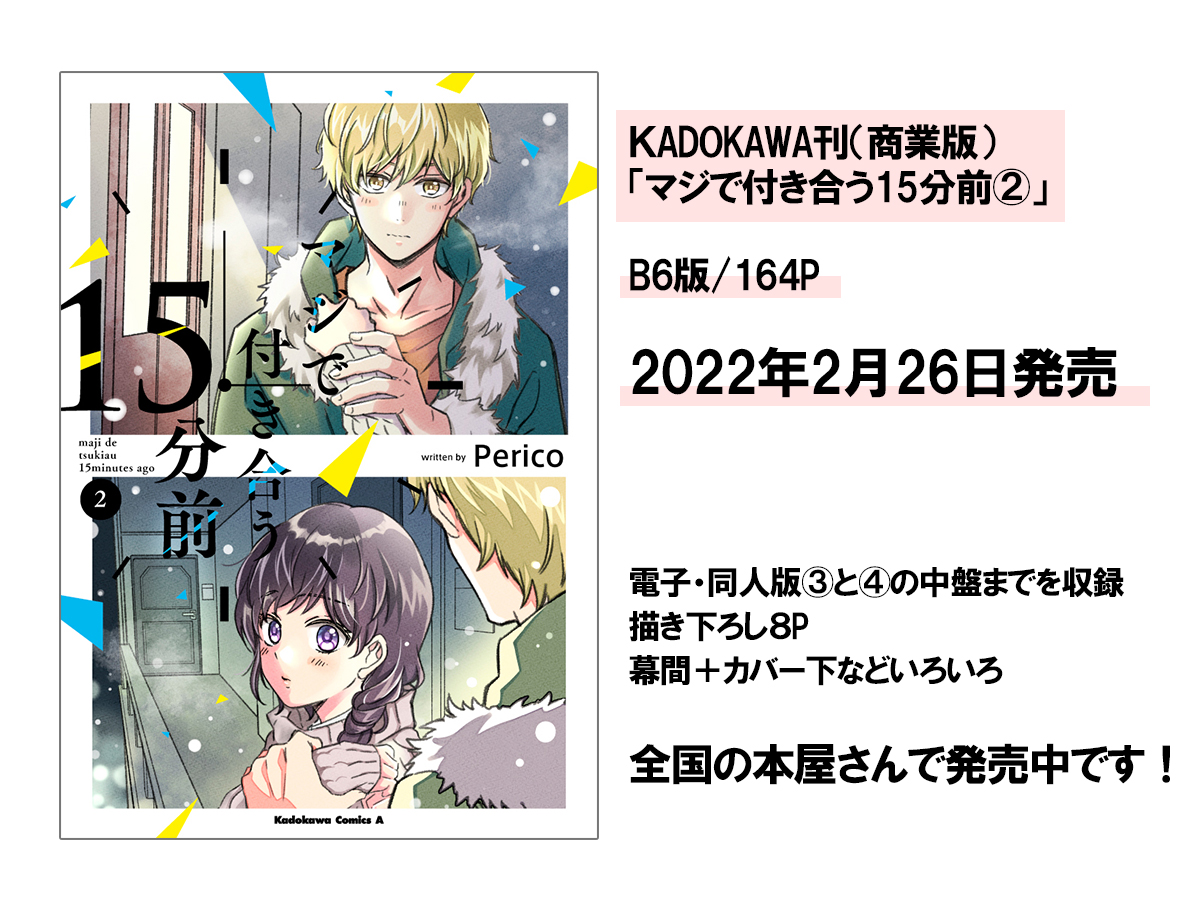 マジで
付き合う
15分前
maji de
tsukiau
15minutes ago
2
written by Perico
Kadokawa Comics A
KADOKAWA刊（商業版）
「マジで付き合う15分前②」
B6版/164P
2022年2月26日発売
電子・同人版③と④の中盤までを収録
描き下ろし8P
幕間＋カバー下などいろいろ
全国の本屋さんで発売中です！